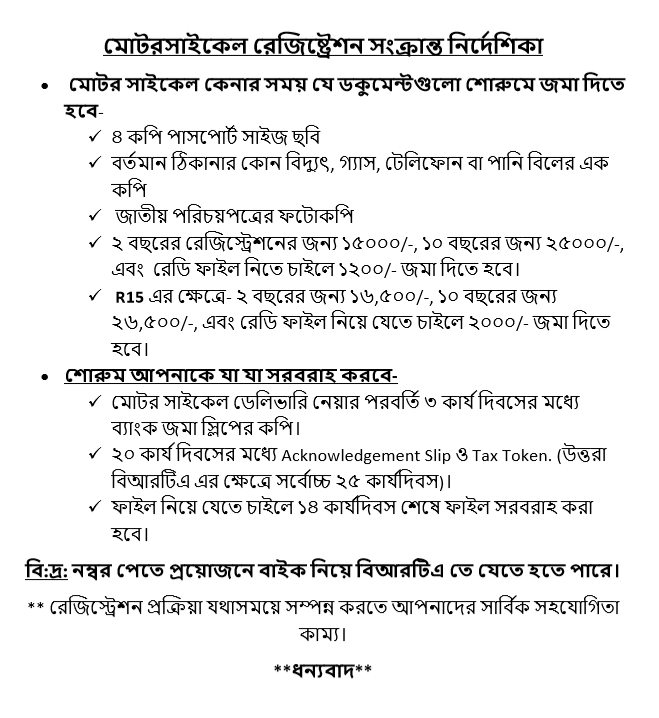 মোটরসাইকেল রেজিষ্ট্রেশন সংক্রান্ত নির্দেশিকা
• মোটর সাইকেল কেনার সময় যে ডকুমেন্টগুলো শোরুমে জমা দিতে
হবে-
✓ ৪ কপি পাসপোর্ট সাইজ ছবি
✓ বর্তমান ঠিকানার কোন বিদ্যুৎ, গ্যাস, টেলিফোন বা পানি বিলের এক
কপি
✓ জাতীয় পরিচয়পত্রের ফটোকপি
✓ ২ বছরের রেজিস্ট্রেশনের জন্য ১৫০০০/-, ১০ বছরের জন্য ২৫০০০/-,
এবং রেডি ফাইল নিতে চাইলে ১২০০/- জমা দিতে হবে।
✓ R15 এর ক্ষেত্রে- ২ বছরের জন্য ১৬,৫০০/-, ১০ বছরের জন্য
২৬,৫০০/-, এবং রেডি ফাইল নিয়ে যেতে চাইলে ২০০০/- জমা দিতে
হবে।
• শোরুম আপনাকে যা যা সরবরাহ করবে-
✓ মোটর সাইকেল ডেলিভারি নেয়ার পরবর্তি ৩ কার্য দিবসের মধ্যে
ব্যাংক জমা স্লিপের কপি।
✓ ২০ কার্য দিবসের মধ্যে Acknowledgement Slip ও Tax Token. (উত্তরা
বিআরটিএ এর ক্ষেত্রে সর্বোচ্চ ২৫ কার্যদিবস)।
✓ ফাইল নিয়ে যেতে চাইলে ১৪ কার্যদিবস শেষে ফাইল সরবরাহ করা
হবে।
বি:দ্র: নম্বর পেতে প্রয়োজনে বাইক নিয়ে বিআরটিএ তে যেতে হতে পারে।
** রেজিস্ট্রেশন প্রক্রিয়া যথাসময়ে সম্পন্ন করতে আপনাদের সার্বিক সহযোগিতা
কাম্য।
**ধন্যবাদ**